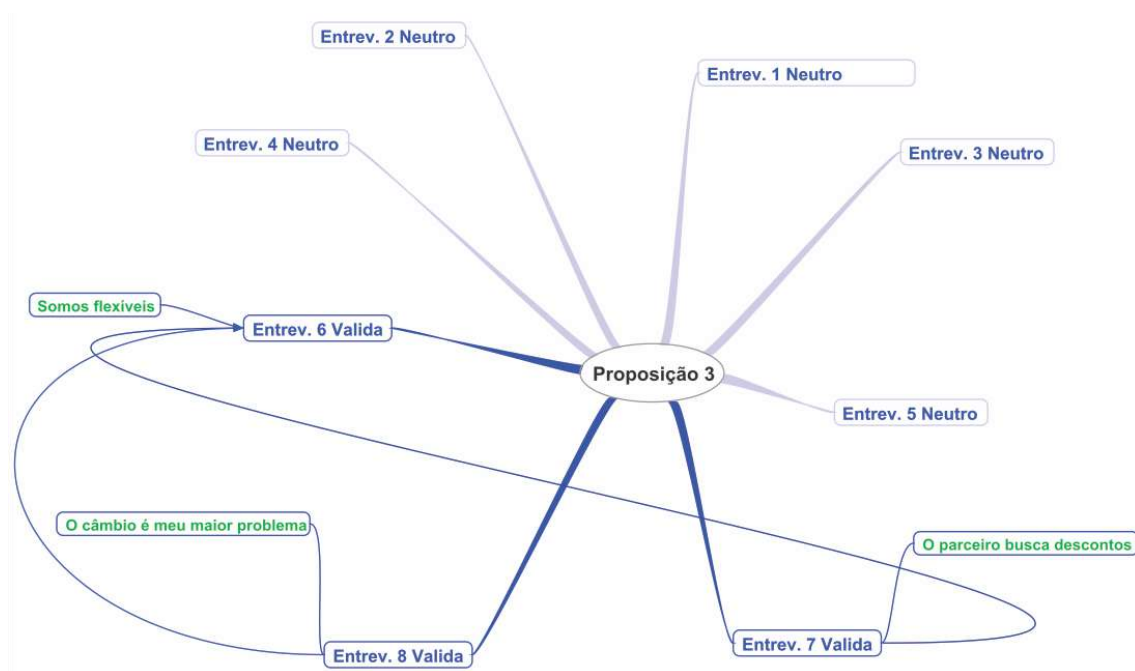 Entrev. 2 Neutro
Entrev. 1 Neutro
Entrev. 4 Neutro
Entrev. 3 Neutro
Somos flexíveis
Entrev. 6 Valida
Proposição 3
Entrev. 5 Neutro
O câmbio é meu maior problema
O parceiro busca descontos
Entrev. 8 Valida
Entrev. 7 Valida